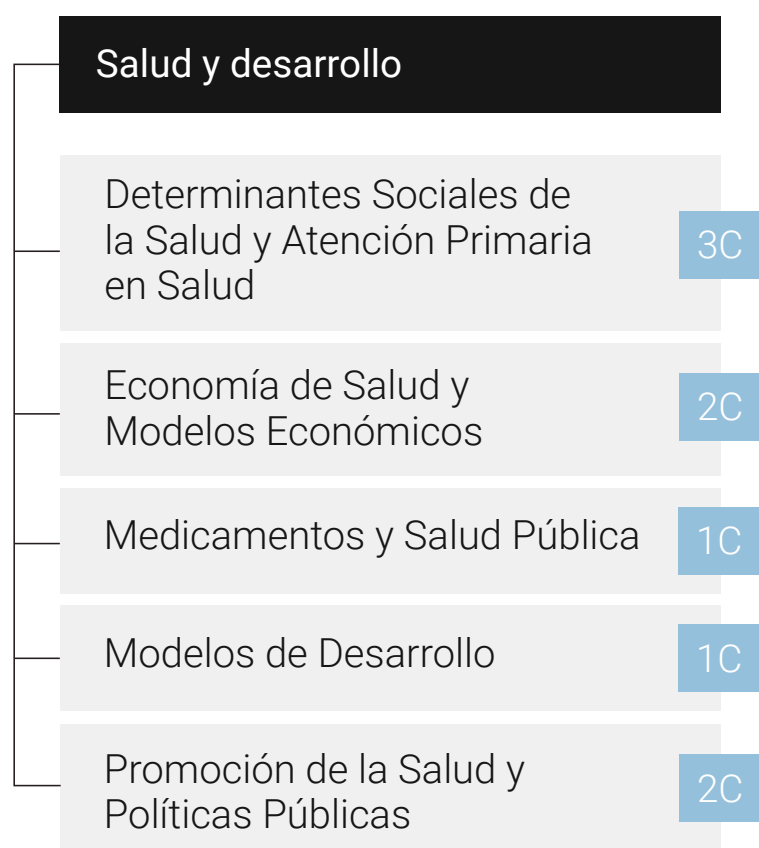 Salud y desarrollo
Determinantes Sociales de
la Salud y Atención Primaria
en Salud
3C
Economía de Salud y
Modelos Económicos
2C
Medicamentos y Salud Pública
1C
Modelos de Desarrollo
1C
Promoción de la Salud y
Políticas Públicas
2C